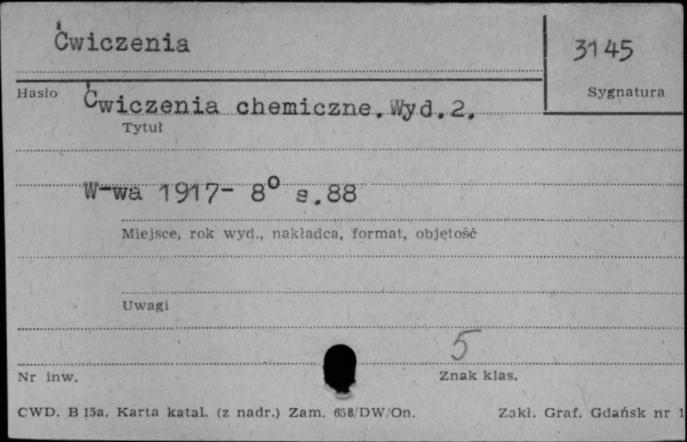 Ćwiczenia
3145
Hasło
Sygnatura
Ćwiczenia chemiczne. Wyd.2.
Tytuł
W-wa 1917- 8° s.88
Miejsce, rok wyd., nakładca, format, objętość
Uwagi
5
Nr inw.
Znak klas.
CWD. B 15a. Karta katal. (z nadr.) Zam. 658/DW/On.
Zakł. Graf. Gdańsk nr 1